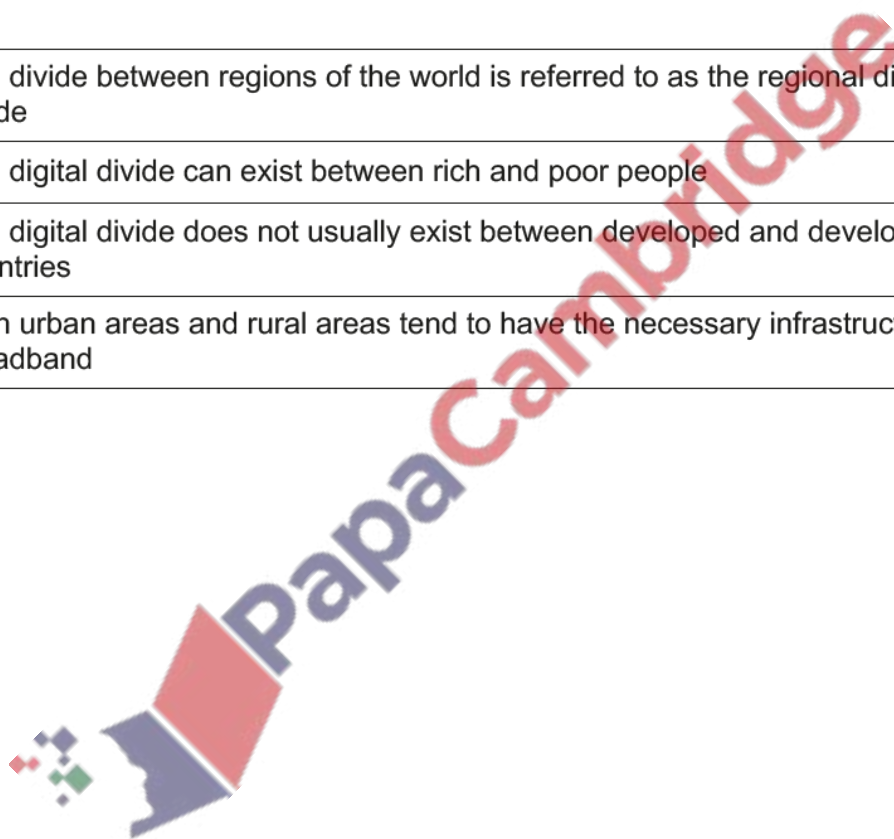 divide between regions of the world is referred to as the regional di
de
digital divide can exist between rich and poor people
digital divide does not usually exist between developed and develo
ntries
n urban areas and rural areas tend to have the necessary infrastruc
adband
PapaCambridge